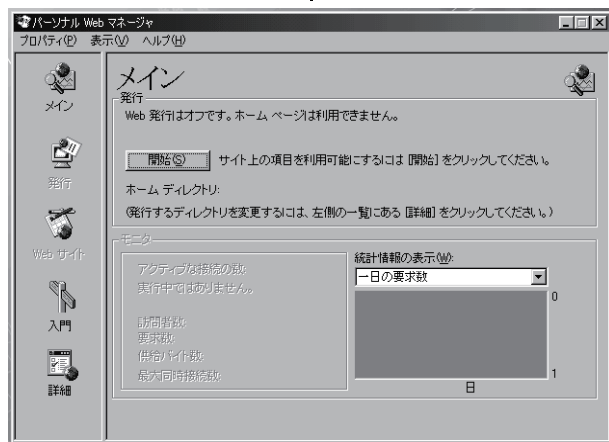 パーソナル Web マネージャ
プロパティ(P) 表示(V) ヘルプ(H)
メイン
発行
Web サイト
入門
詳細
メイン
発行
Web 発行はオフです。ホーム ページは利用できません。
開始(S) サイト上の項目を利用可能にするには [開始] をクリックしてください。
ホーム ディレクトリ:
(発行するディレクトリを変更するには、左側の一覧にある [詳細] をクリックしてください。)
モニタ
アクティブな接続の数:
実行中ではありません。
訪問者数:
要求数:
供給バイト数:
最大同時接続数:
統計情報の表示(W):
一日の要求数
0
1
日